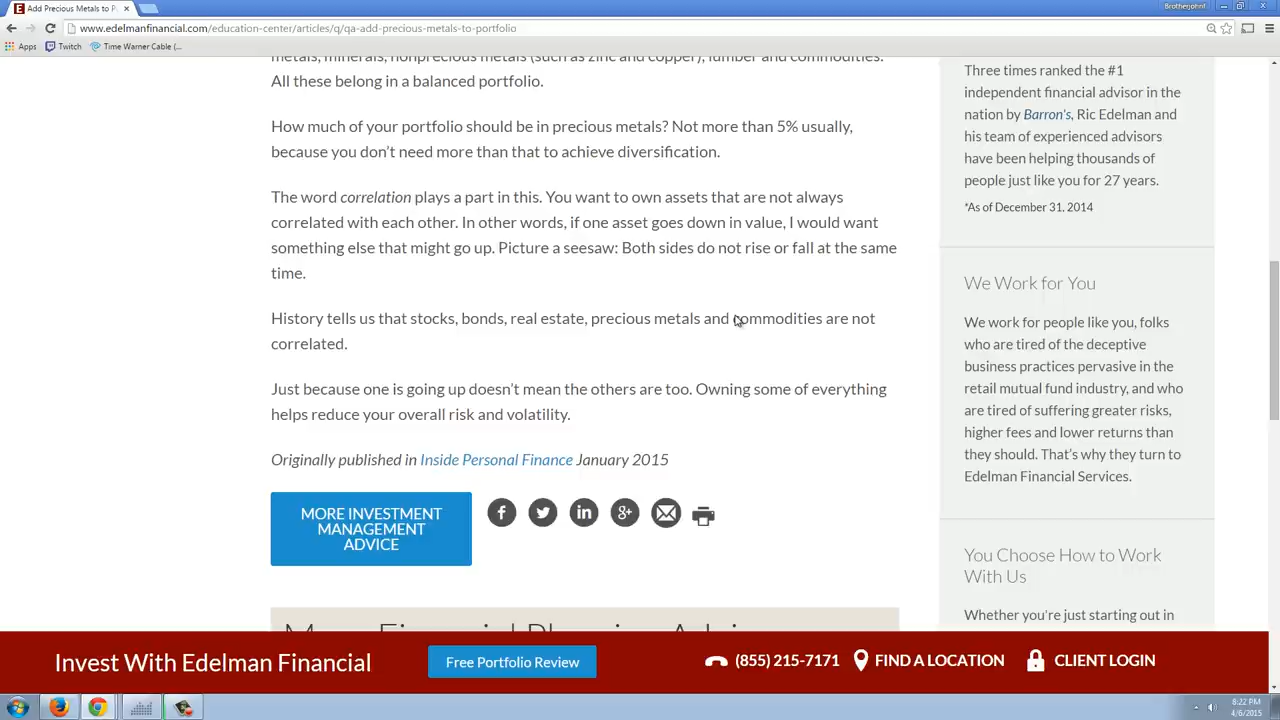 Add Precious Metals to P
Brotherjohnf
www.edelmanfinancial.com/education-center/articles/q/qa-add-precious-metals-to-portfolio
Apps Twitch Time Warner Cable (...
metals, minerals, nonprecious metals (such as zinc and copper), lumber and commodities.
All these belong in a balanced portfolio.
How much of your portfolio should be in precious metals? Not more than 5% usually,
because you don't need more than that to achieve diversification.
The word correlation plays a part in this. You want to own assets that are not always
correlated with each other. In other words, if one asset goes down in value, I would want
something else that might go up. Picture a seesaw: Both sides do not rise or fall at the same
time.
History tells us that stocks, bonds, real estate, precious metals and commodities are not
correlated.
Just because one is going up doesn't mean the others are too. Owning some of everything
helps reduce your overall risk and volatility.
Originally published in Inside Personal Finance January 2015
MORE INVESTMENT
MANAGEMENT
ADVICE
Three times ranked the #1
independent financial advisor in the
nation by Barron's, Ric Edelman and
his team of experienced advisors
have been helping thousands of
people just like you for 27 years.
*As of December 31, 2014
We Work for You
We work for people like you, folks
who are tired of the deceptive
business practices pervasive in the
retail mutual fund industry, and who
are tired of suffering greater risks,
higher fees and lower returns than
they should. That's why they turn to
Edelman Financial Services.
You Choose How to Work
With Us
Whether you're just starting out in
More Financial Planning Advice
Invest With Edelman Financial
Free Portfolio Review
(855) 215-7171
FIND A LOCATION
CLIENT LOGIN
8:22 PM
4/6/2015